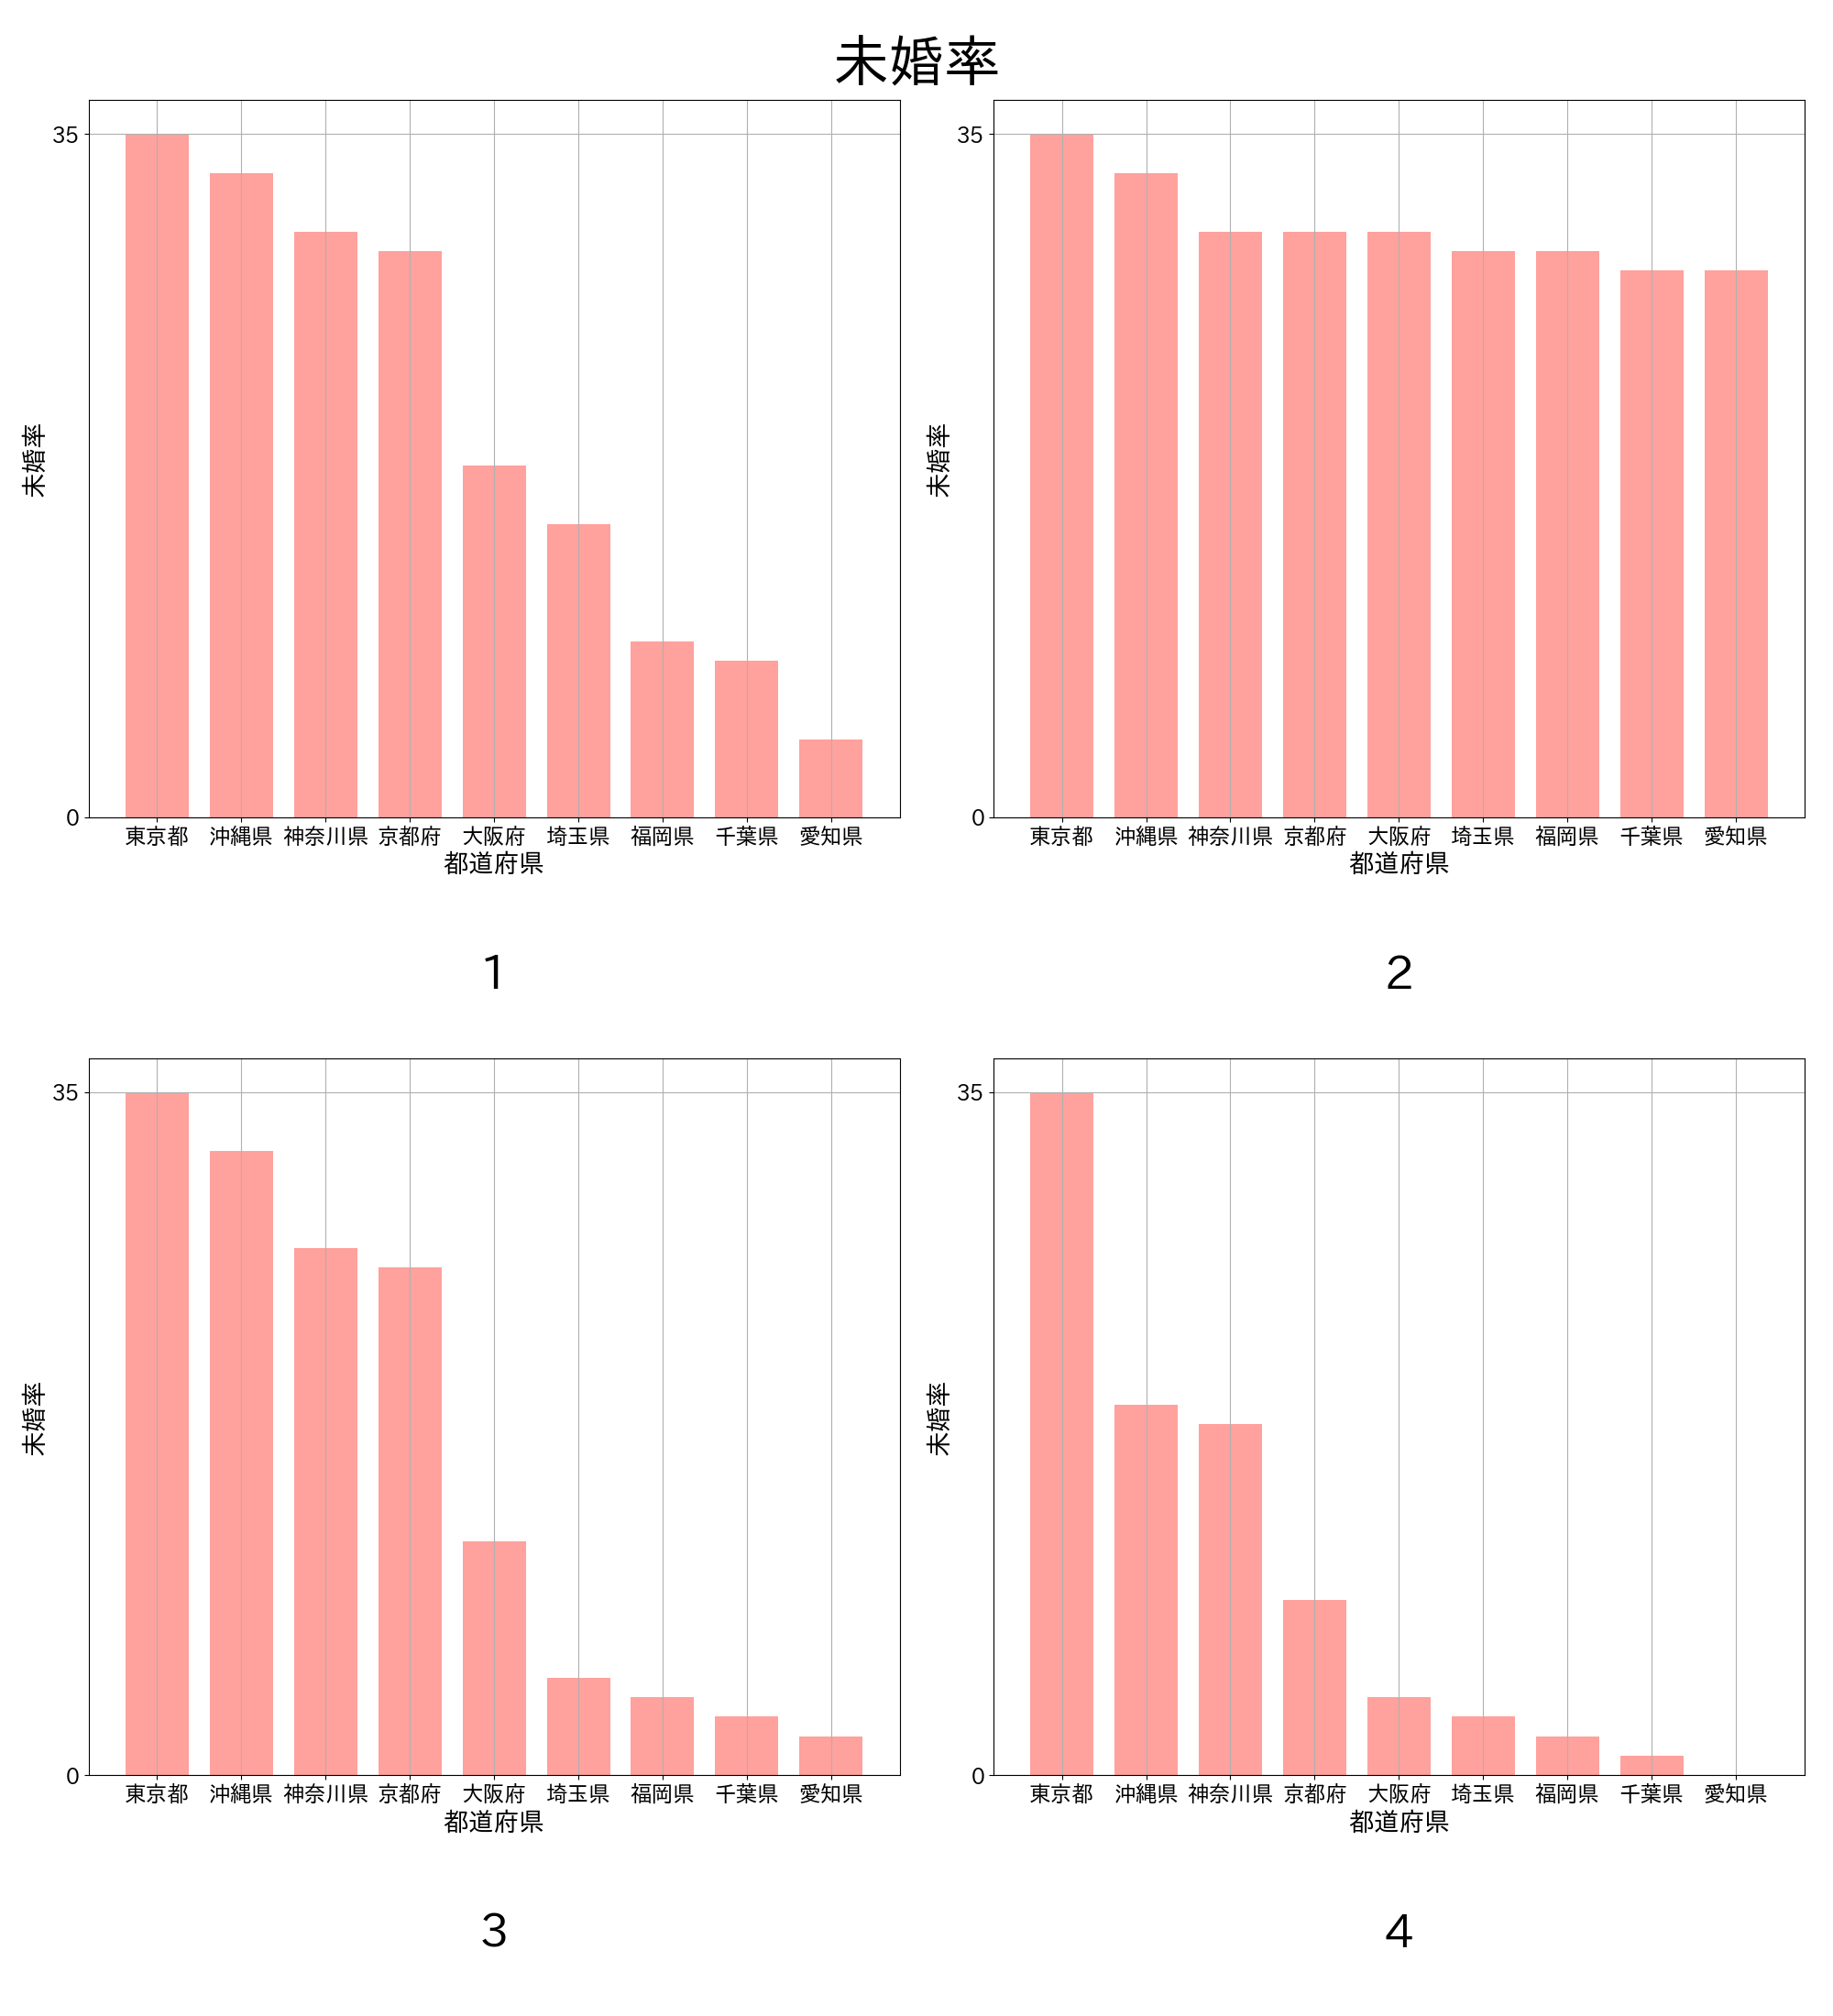 未婚率
35
0
未婚率
東京都 沖縄県 神奈川県 京都府 大阪府 埼玉県 福岡県 千葉県 愛知県
都道府県
1
35
0
未婚率
東京都 沖縄県 神奈川県 京都府 大阪府 埼玉県 福岡県 千葉県 愛知県
都道府県
2
35
0
未婚率
東京都 沖縄県 神奈川県 京都府 大阪府 埼玉県 福岡県 千葉県 愛知県
都道府県
3
35
0
未婚率
東京都 沖縄県 神奈川県 京都府 大阪府 埼玉県 福岡県 千葉県 愛知県
都道府県
4